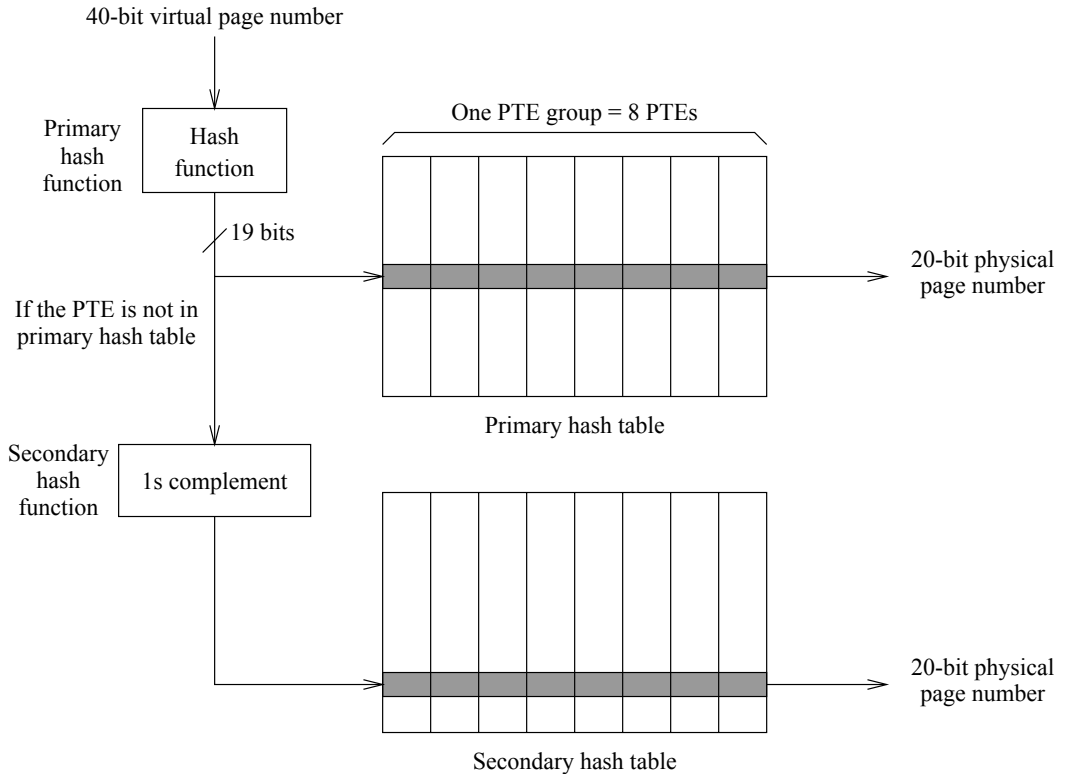 40-bit virtual page number
One PTE group = 8 PTEs
Primary
hash
function
Hash
function
19 bits
20-bit physical
page number
If the PTE is not in
primary hash table
Primary hash table
Secondary
hash
function
1s complement
20-bit physical
page number
Secondary hash table